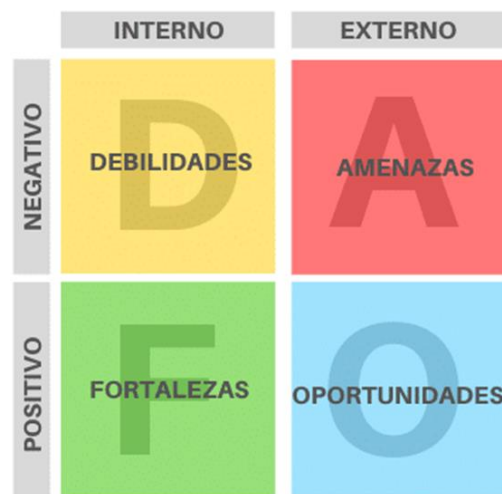 INTERNO
EXTERNO
NEGATIVO
D
DEBILIDADES
A
AMENAZAS
POSITIVO
F
FORTALEZAS
O
OPORTUNIDADES